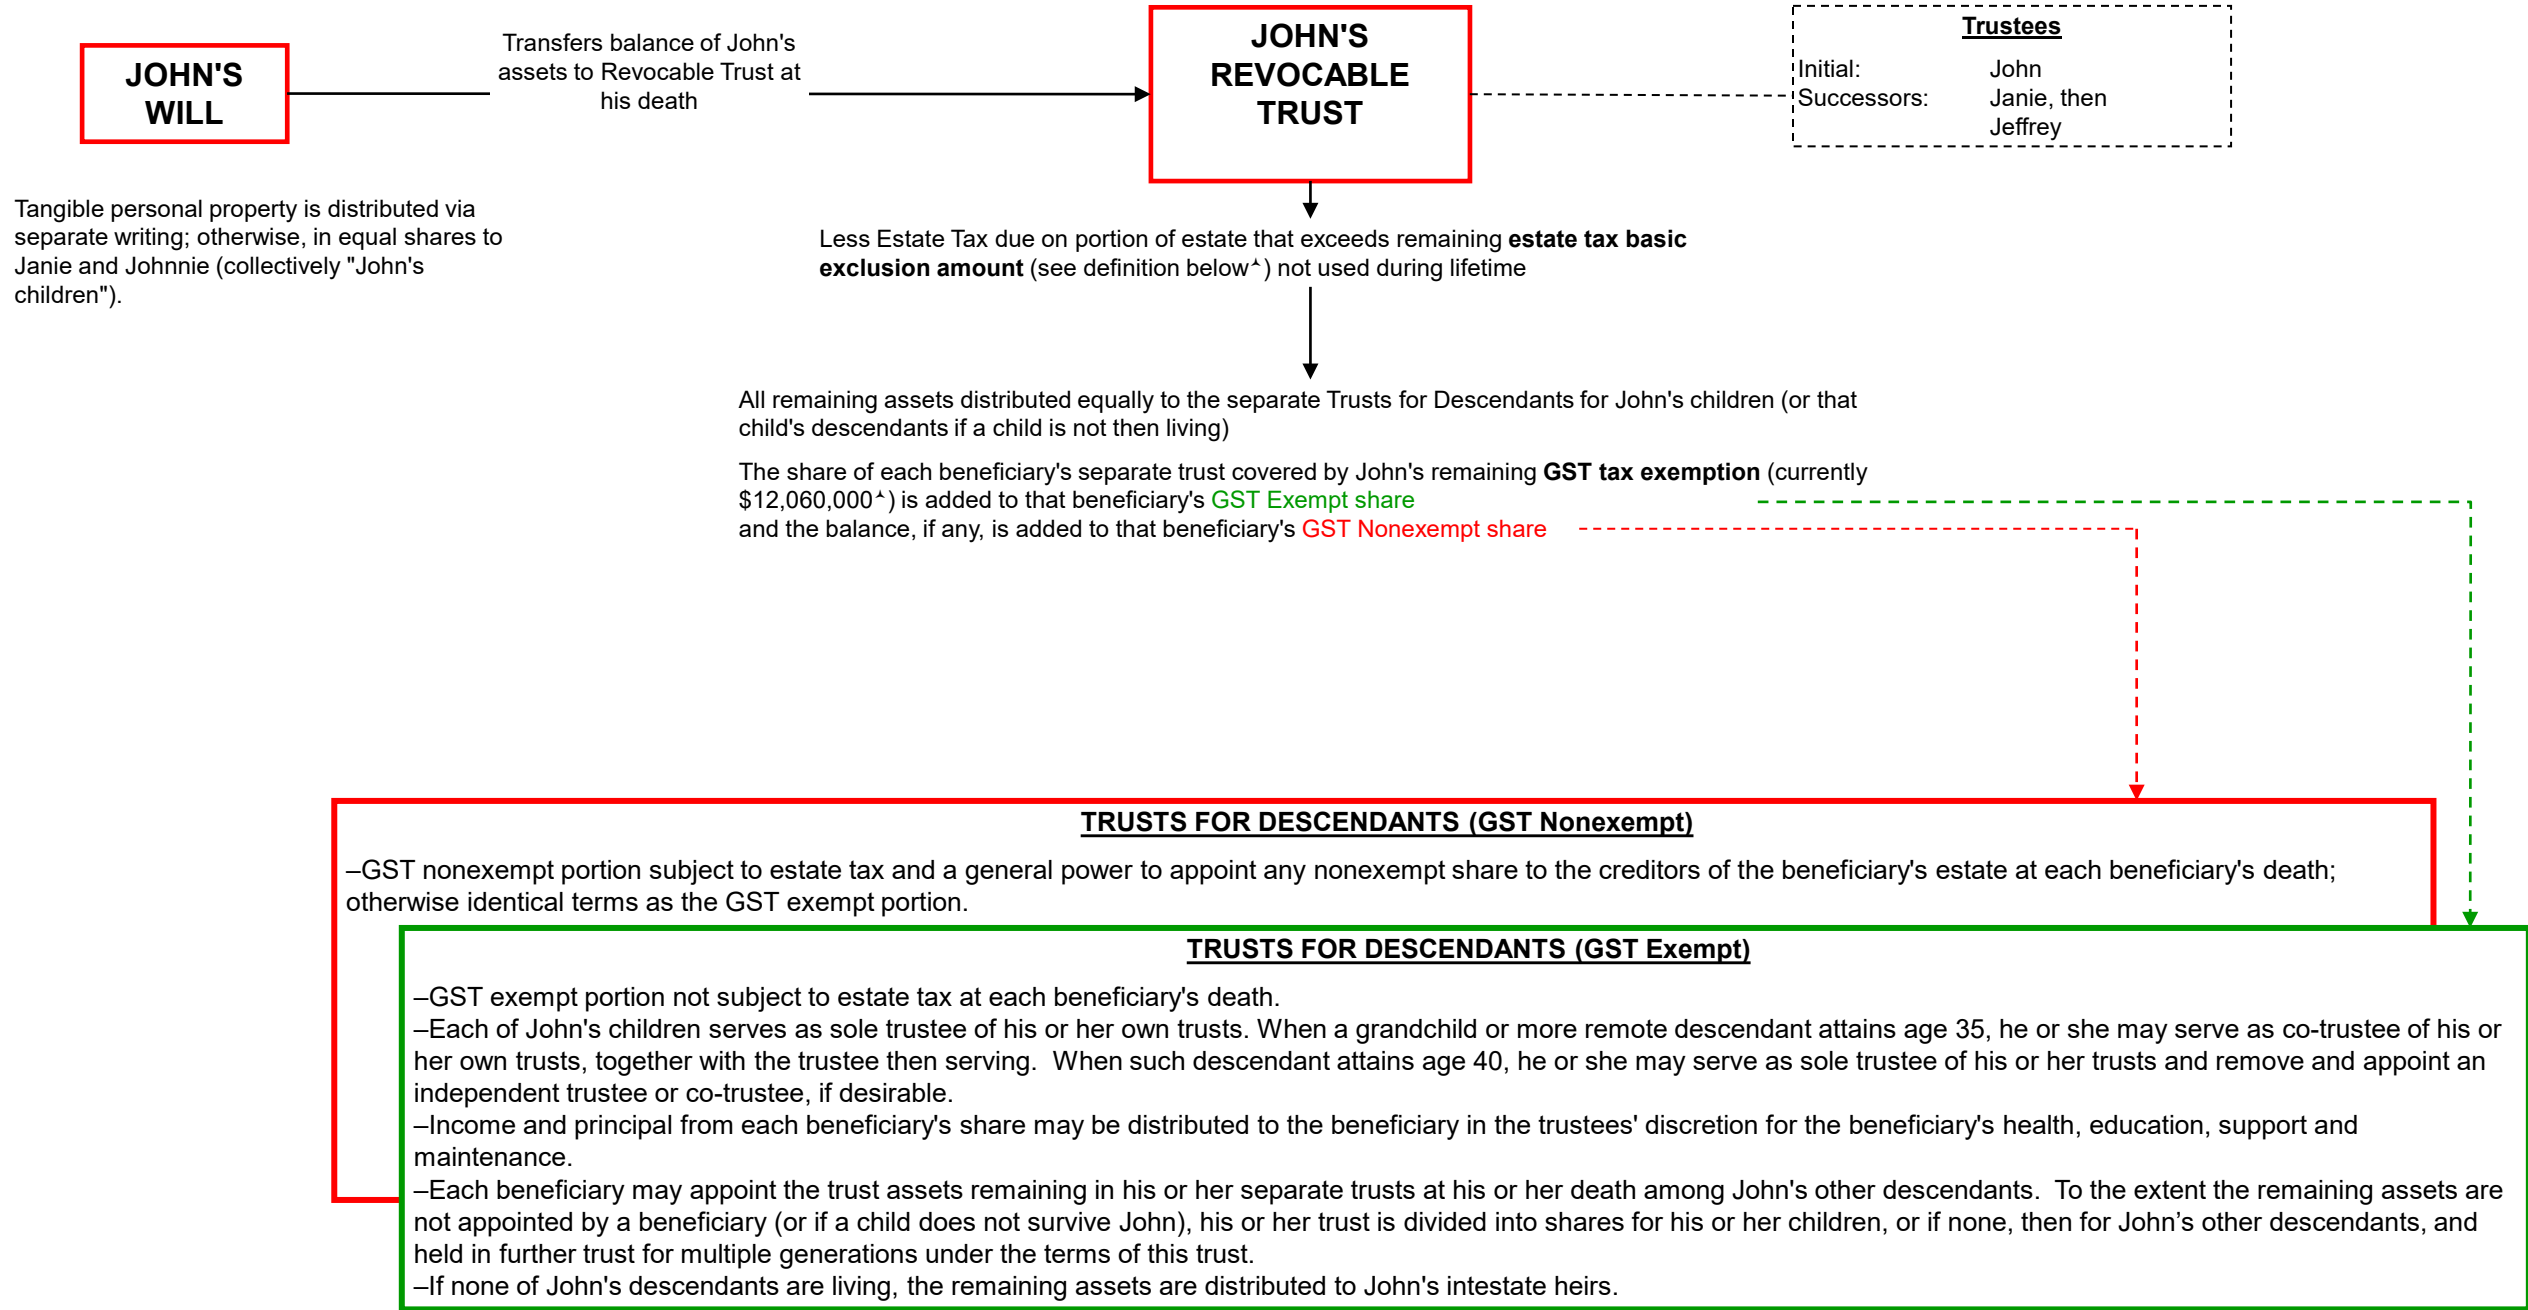 JOHN'S
WILL
Transfers balance of John's
assets to Revocable Trust at
his death
JOHN'S
REVOCABLE
TRUST
Trustees
Initial: John
Successors: Janie, then
Jeffrey
Tangible personal property is distributed via
separate writing; otherwise, in equal shares to
Janie and Johnnie (collectively "John's
children").
Less Estate Tax due on portion of estate that exceeds remaining estate tax basic
exclusion amount (see definition below^) not used during lifetime
All remaining assets distributed equally to the separate Trusts for Descendants for John's children (or that
child's descendants if a child is not then living)
The share of each beneficiary's separate trust covered by John's remaining GST tax exemption (currently
$12,060,000^) is added to that beneficiary's GST Exempt share
and the balance, if any, is added to that beneficiary's GST Nonexempt share
TRUSTS FOR DESCENDANTS (GST Nonexempt)
–GST nonexempt portion subject to estate tax and a general power to appoint any nonexempt share to the creditors of the beneficiary's estate at each beneficiary's death;
otherwise identical terms as the GST exempt portion.
TRUSTS FOR DESCENDANTS (GST Exempt)
–GST exempt portion not subject to estate tax at each beneficiary's death.
–Each of John's children serves as sole trustee of his or her own trusts. When a grandchild or more remote descendant attains age 35, he or she may serve as co-trustee of his or
her own trusts, together with the trustee then serving.  When such descendant attains age 40, he or she may serve as sole trustee of his or her trusts and remove and appoint an
independent trustee or co-trustee, if desirable.
–Income and principal from each beneficiary's share may be distributed to the beneficiary in the trustees' discretion for the beneficiary's health, education, support and
maintenance.
–Each beneficiary may appoint the trust assets remaining in his or her separate trusts at his or her death among John's other descendants.  To the extent the remaining assets are
not appointed by a beneficiary (or if a child does not survive John), his or her trust is divided into shares for his or her children, or if none, then for John’s other descendants, and
held in further trust for multiple generations under the terms of this trust.
–If none of John's descendants are living, the remaining assets are distributed to John's intestate heirs.